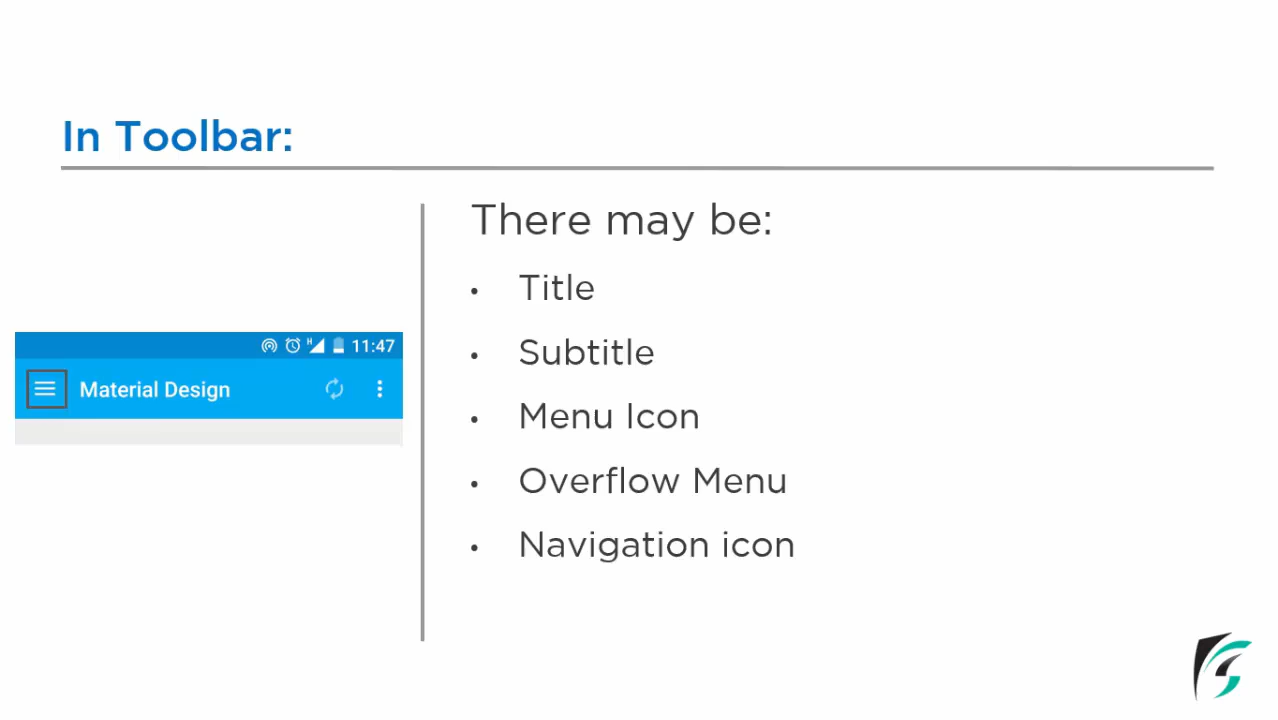 In Toolbar:
There may be:
• Title
• Subtitle
• Menu Icon
• Overflow Menu
• Navigation icon
H 11:47
Material Design